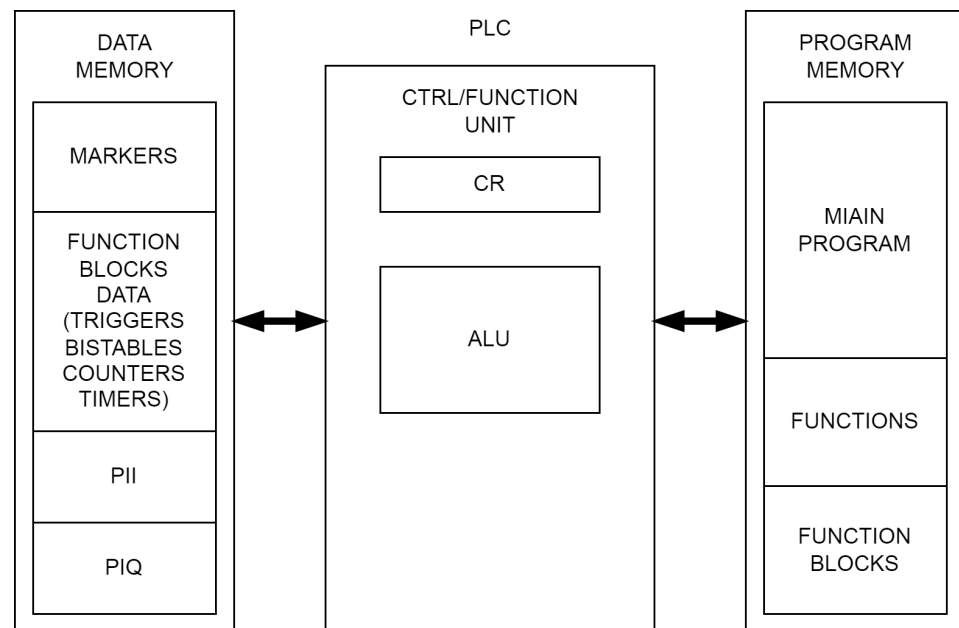 DATA
MEMORY
MARKERS
FUNCTION
BLOCKS
DATA
(TRIGGERS
BISTABLES
COUNTERS
TIMERS)
PII
PIQ
PLC
CTRL/FUNCTION
UNIT
CR
ALU
PROGRAM
MEMORY
MIAIN
PROGRAM
FUNCTIONS
FUNCTION
BLOCKS